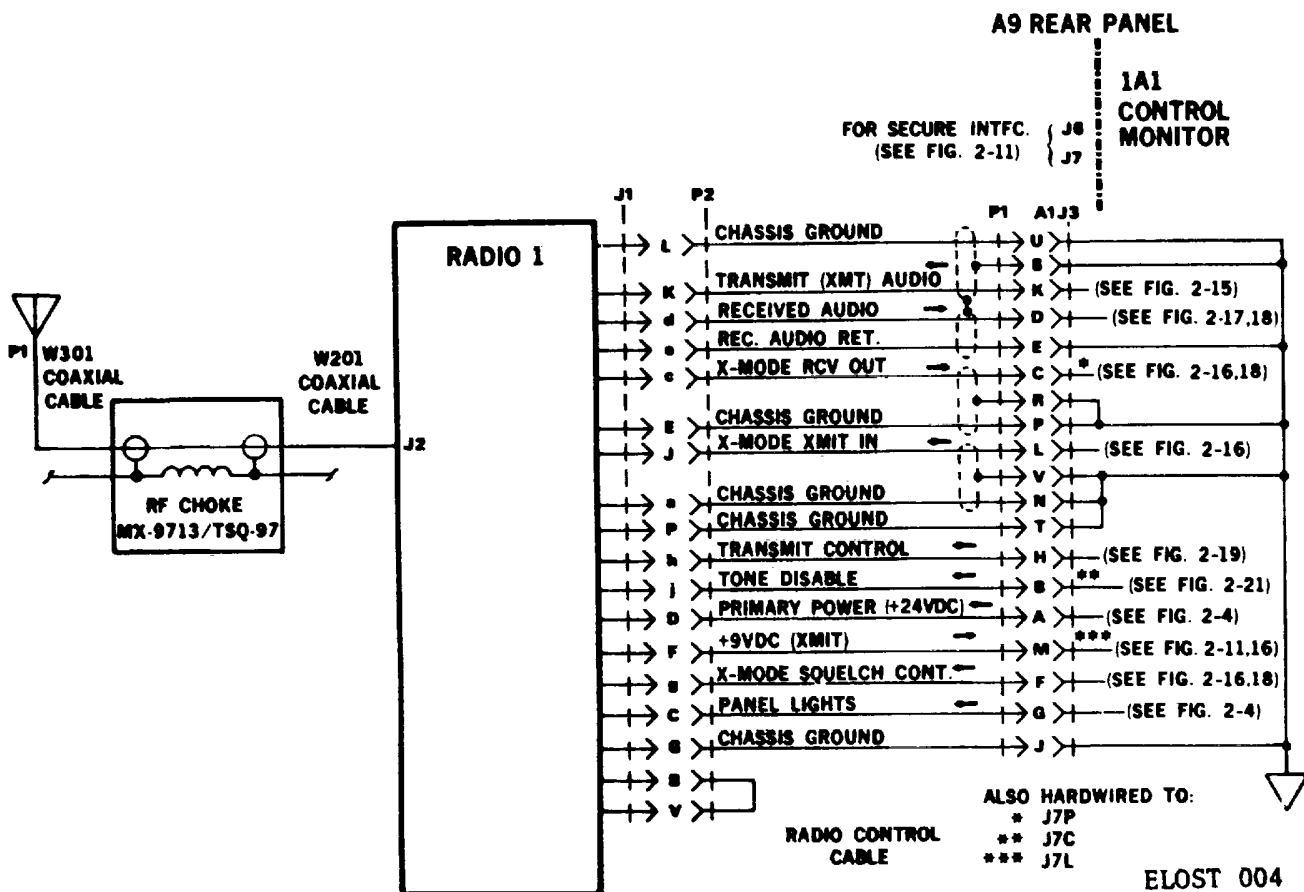 A9 REAR PANEL
1A1
CONTROL
MONITOR
FOR SECURE INTFC.
(SEE FIG. 2-11)
J6
J7
J1
P2
P1
A1J3
RADIO 1
L CHASSIS GROUND U
S
K TRANSMIT (XMT) AUDIO K (SEE FIG. 2-15)
d RECEIVED AUDIO D (SEE FIG. 2-17,18)
REC. AUDIO RET. E
c X-MODE RCV OUT C * (SEE FIG. 2-16,18)
R
E CHASSIS GROUND P
J X-MODE XMIT IN L (SEE FIG. 2-16)
V
a CHASSIS GROUND N
P CHASSIS GROUND T
h TRANSMIT CONTROL H (SEE FIG. 2-19)
j TONE DISABLE B ** (SEE FIG. 2-21)
D PRIMARY POWER (+24VDC) A (SEE FIG. 2-4)
F +9VDC (XMIT) M *** (SEE FIG. 2-11,16)
X-MODE SQUELCH CONT. F (SEE FIG. 2-16,18)
C PANEL LIGHTS G (SEE FIG. 2-4)
G CHASSIS GROUND J
V
P1
W301
COAXIAL
CABLE
W201
COAXIAL
CABLE
J2
RF CHOKE
MX-9713/TSQ-97
RADIO CONTROL
CABLE
ALSO HARDWIRED TO:
* J7P
** J7C
*** J7L
ELOST 004